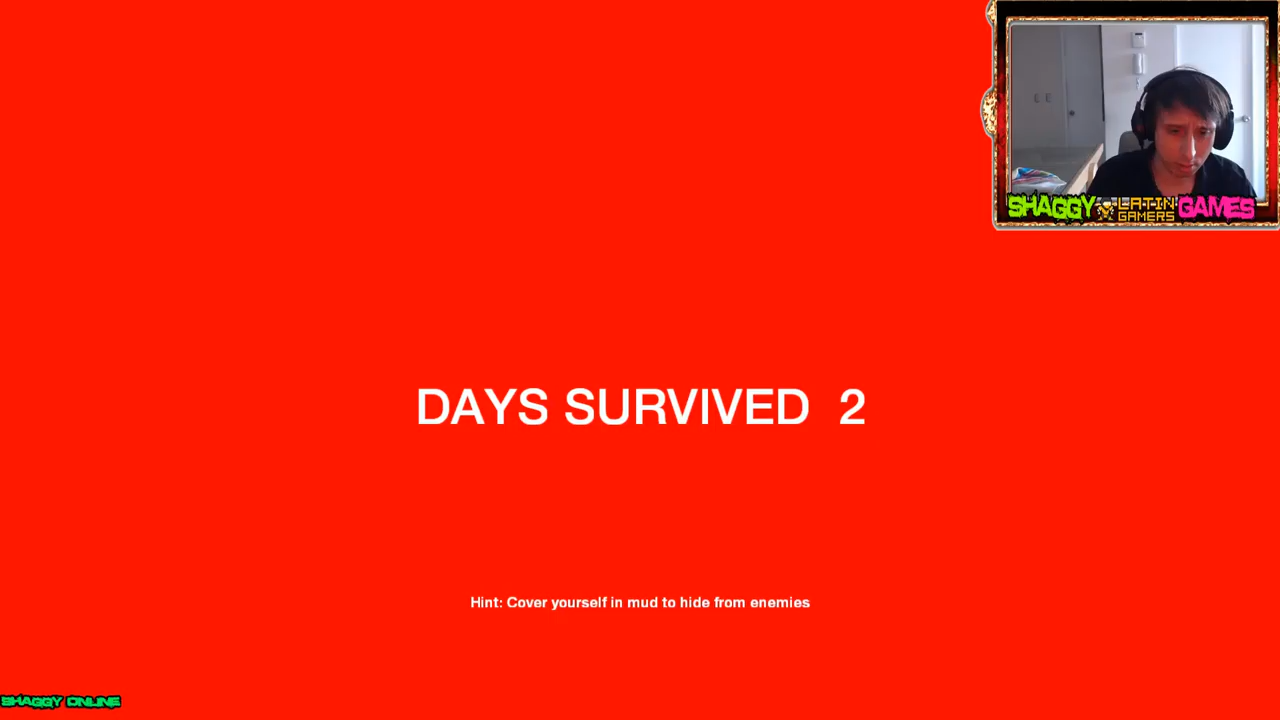 SHAGGY LATIN GAMERS GAMES
DAYS SURVIVED 2
Hint: Cover yourself in mud to hide from enemies
SHAGGY ONLINE